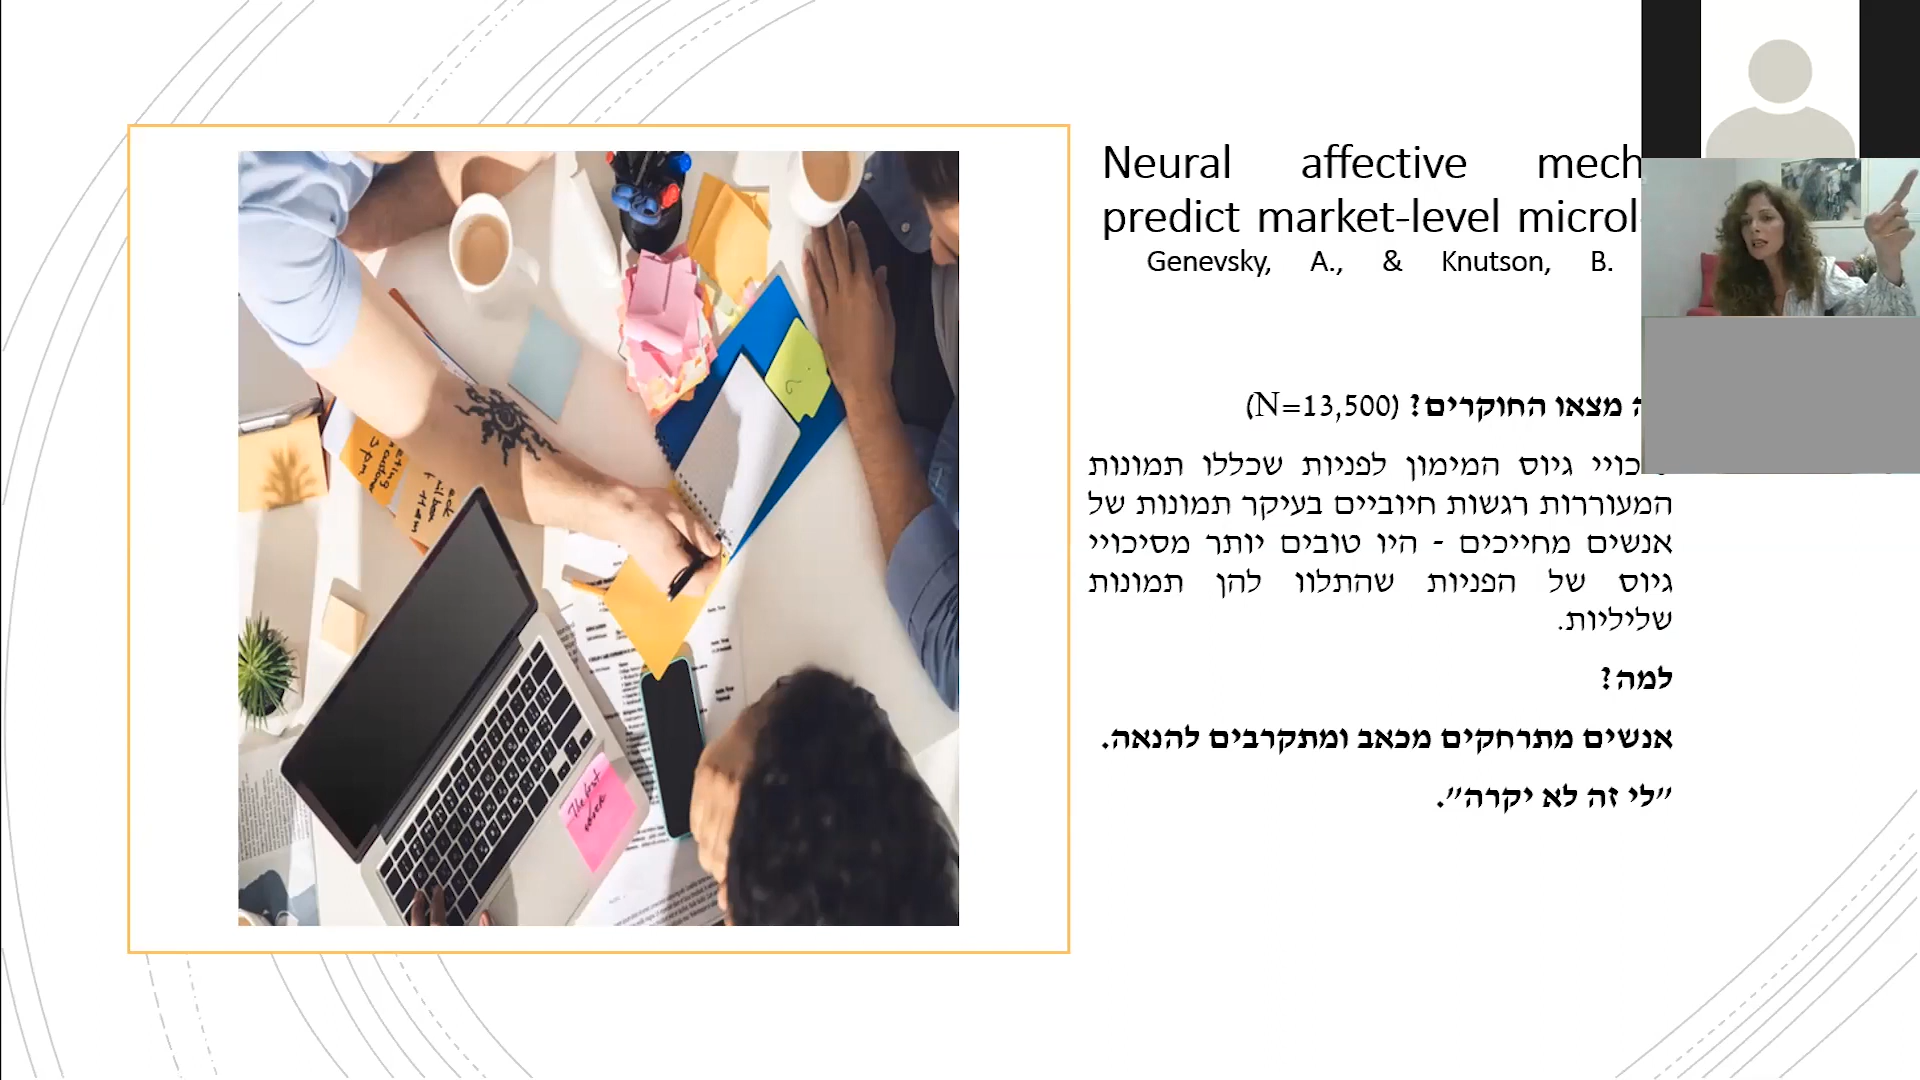 Neural affective mech
predict market-level microl
Genevsky, A., & Knutson, B.
ה מצאו החוקרים? (N=13,500)
כויי גיוס המימון לפניות שכללו תמונות
המעוררות רגשות חיוביים בעיקר תמונות של
אנשים מחייכים - היו טובים יותר מסיכויי
גיוס של הפניות שהתלוו להן תמונות
שליליות.
למה?
אנשים מתרחקים מכאב ומתקרבים להנאה.
"לי זה לא יקרה".
The best